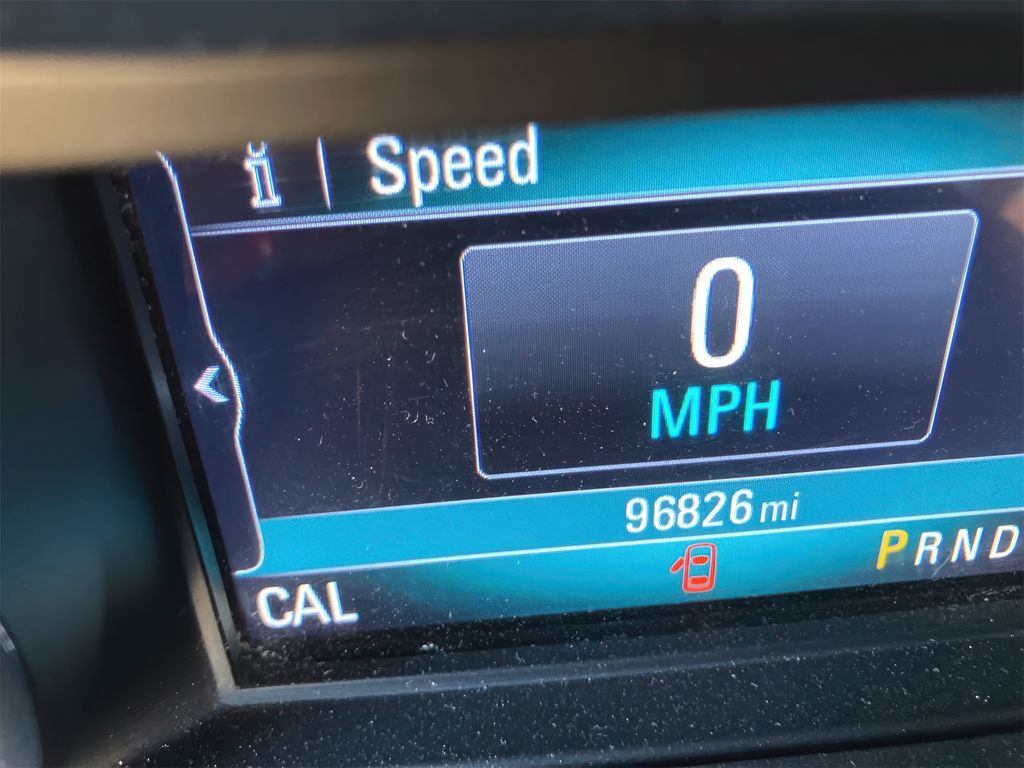 i | Speed
0
MPH
96826 mi
PRND
CAL